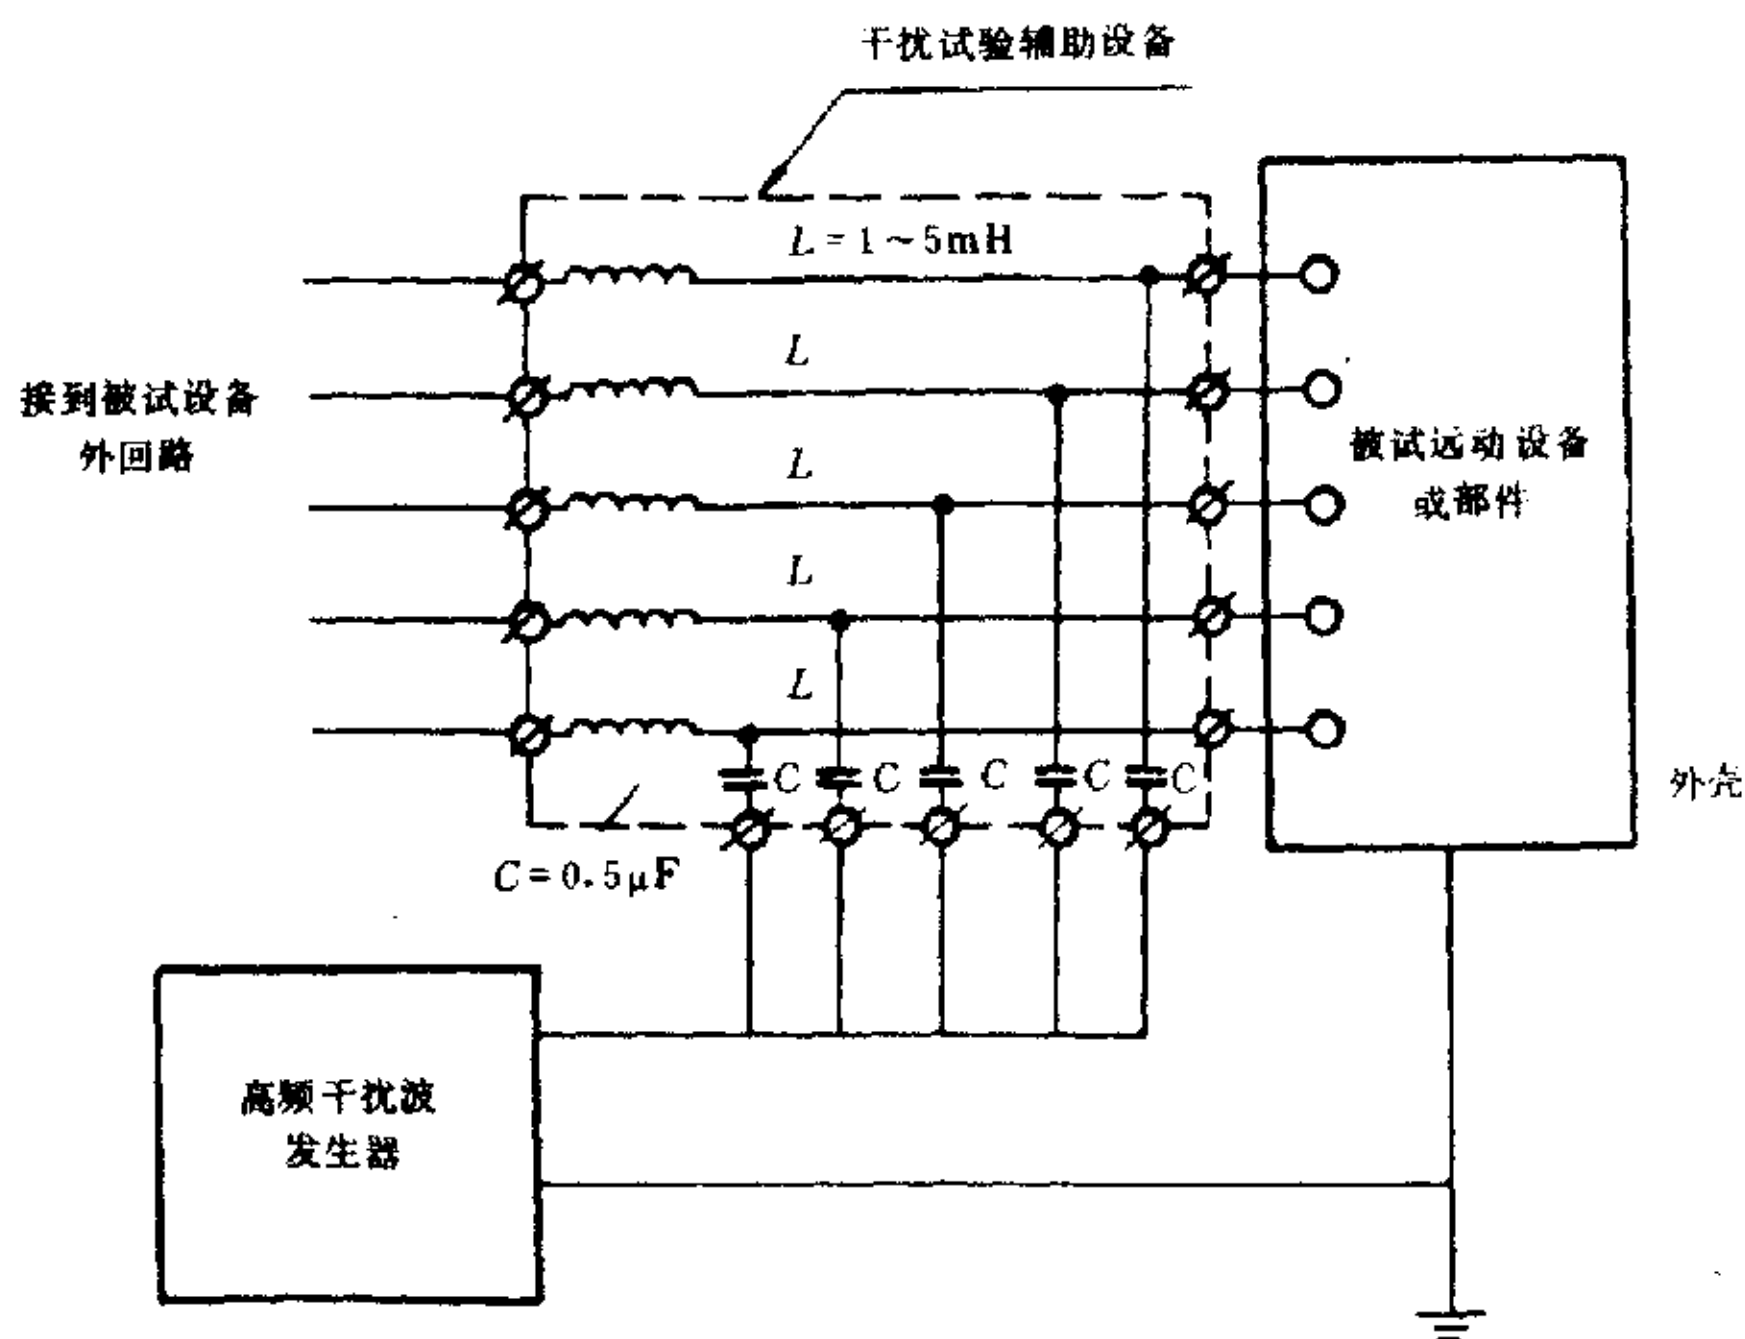 干扰试验辅助设备
L=1~5mH
L
接到被试设备
外回路
L
被试远动设备
或部件
L
L
C
C
C
C
C
外壳
C=0.5μF
高频干扰波
发生器